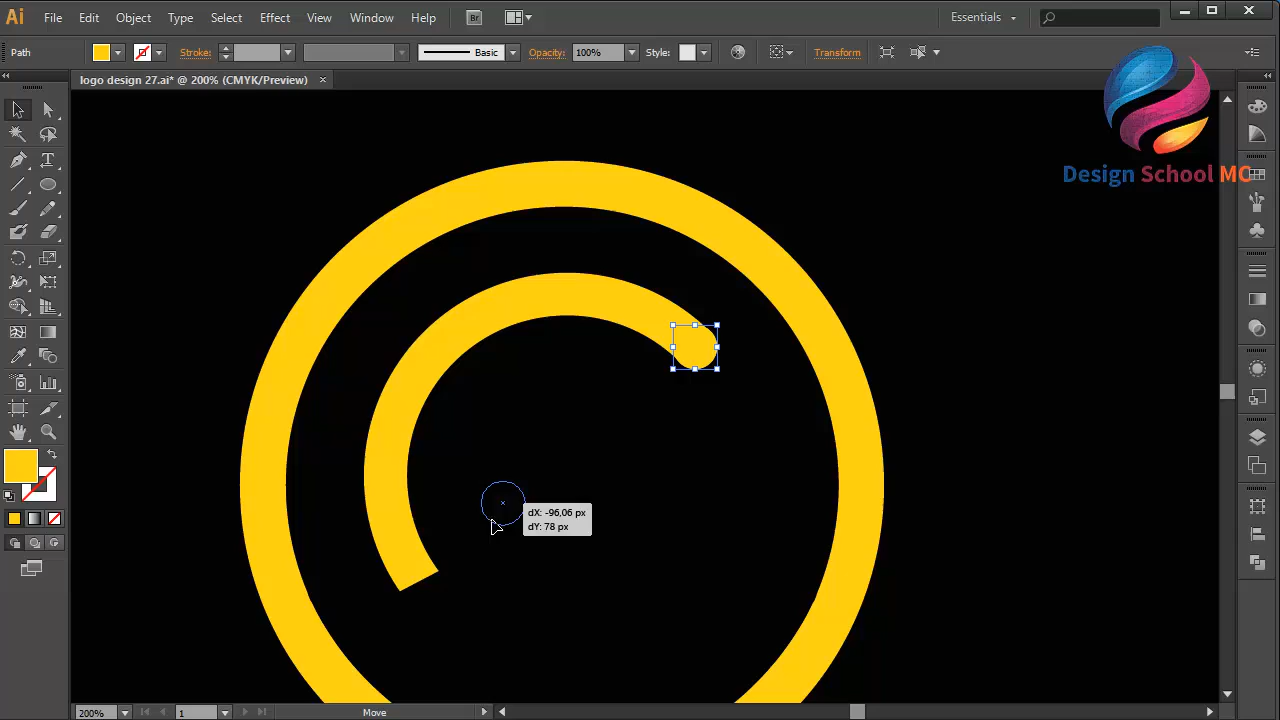 Ai File Edit Object Type Select Effect View Window Help Br Essentials
Path Stroke: Basic Opacity: 100% Style: Transform
logo design 27.ai* @ 200% (CMYK/Preview) ×
Design School MC
dX: -96,06 px
dY: 78 px
200% 1 Move